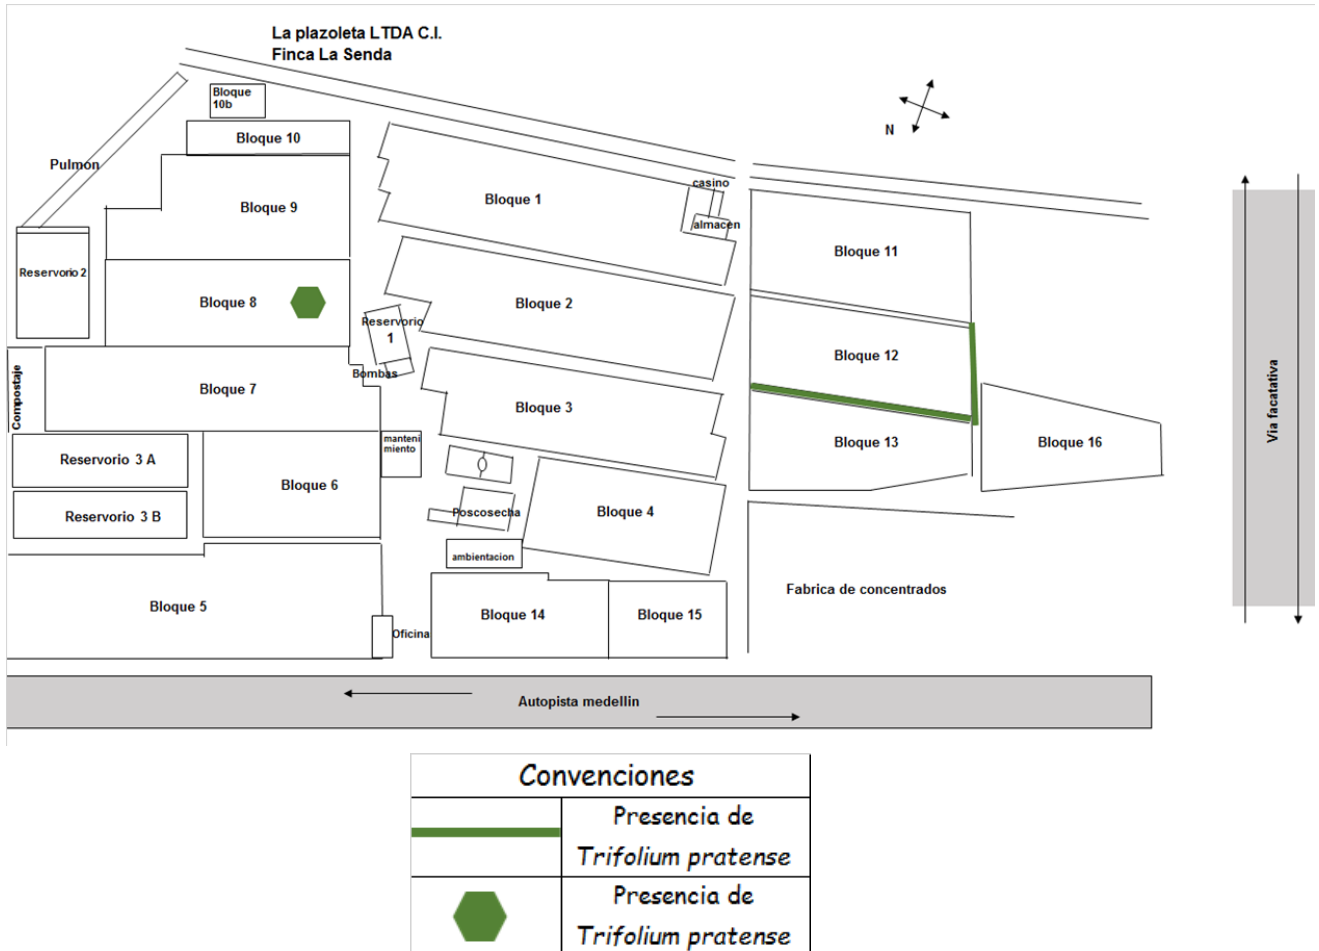 La plazoleta LTDA C.I.
Finca La Senda
Bloque
10b
Bloque 10
Pulmon
Bloque 9
Reservorio 2
Bloque 8
Compostaje
Bloque 7
Reservorio 3 A
Reservorio 3 B
Bloque 6
Bloque 5
Bloque 1
casino
almacen
Bloque 2
Reservorio
1
Bombas
Bloque 3
manteni
miento
Poscosecha
Bloque 4
ambientacion
Bloque 14
Bloque 15
Oficina
N
Bloque 11
Bloque 12
Bloque 13
Bloque 16
Fabrica de concentrados
Via facatativa
Autopista medellin
Convenciones
Presencia de
Trifolium pratense
Presencia de
Trifolium pratense